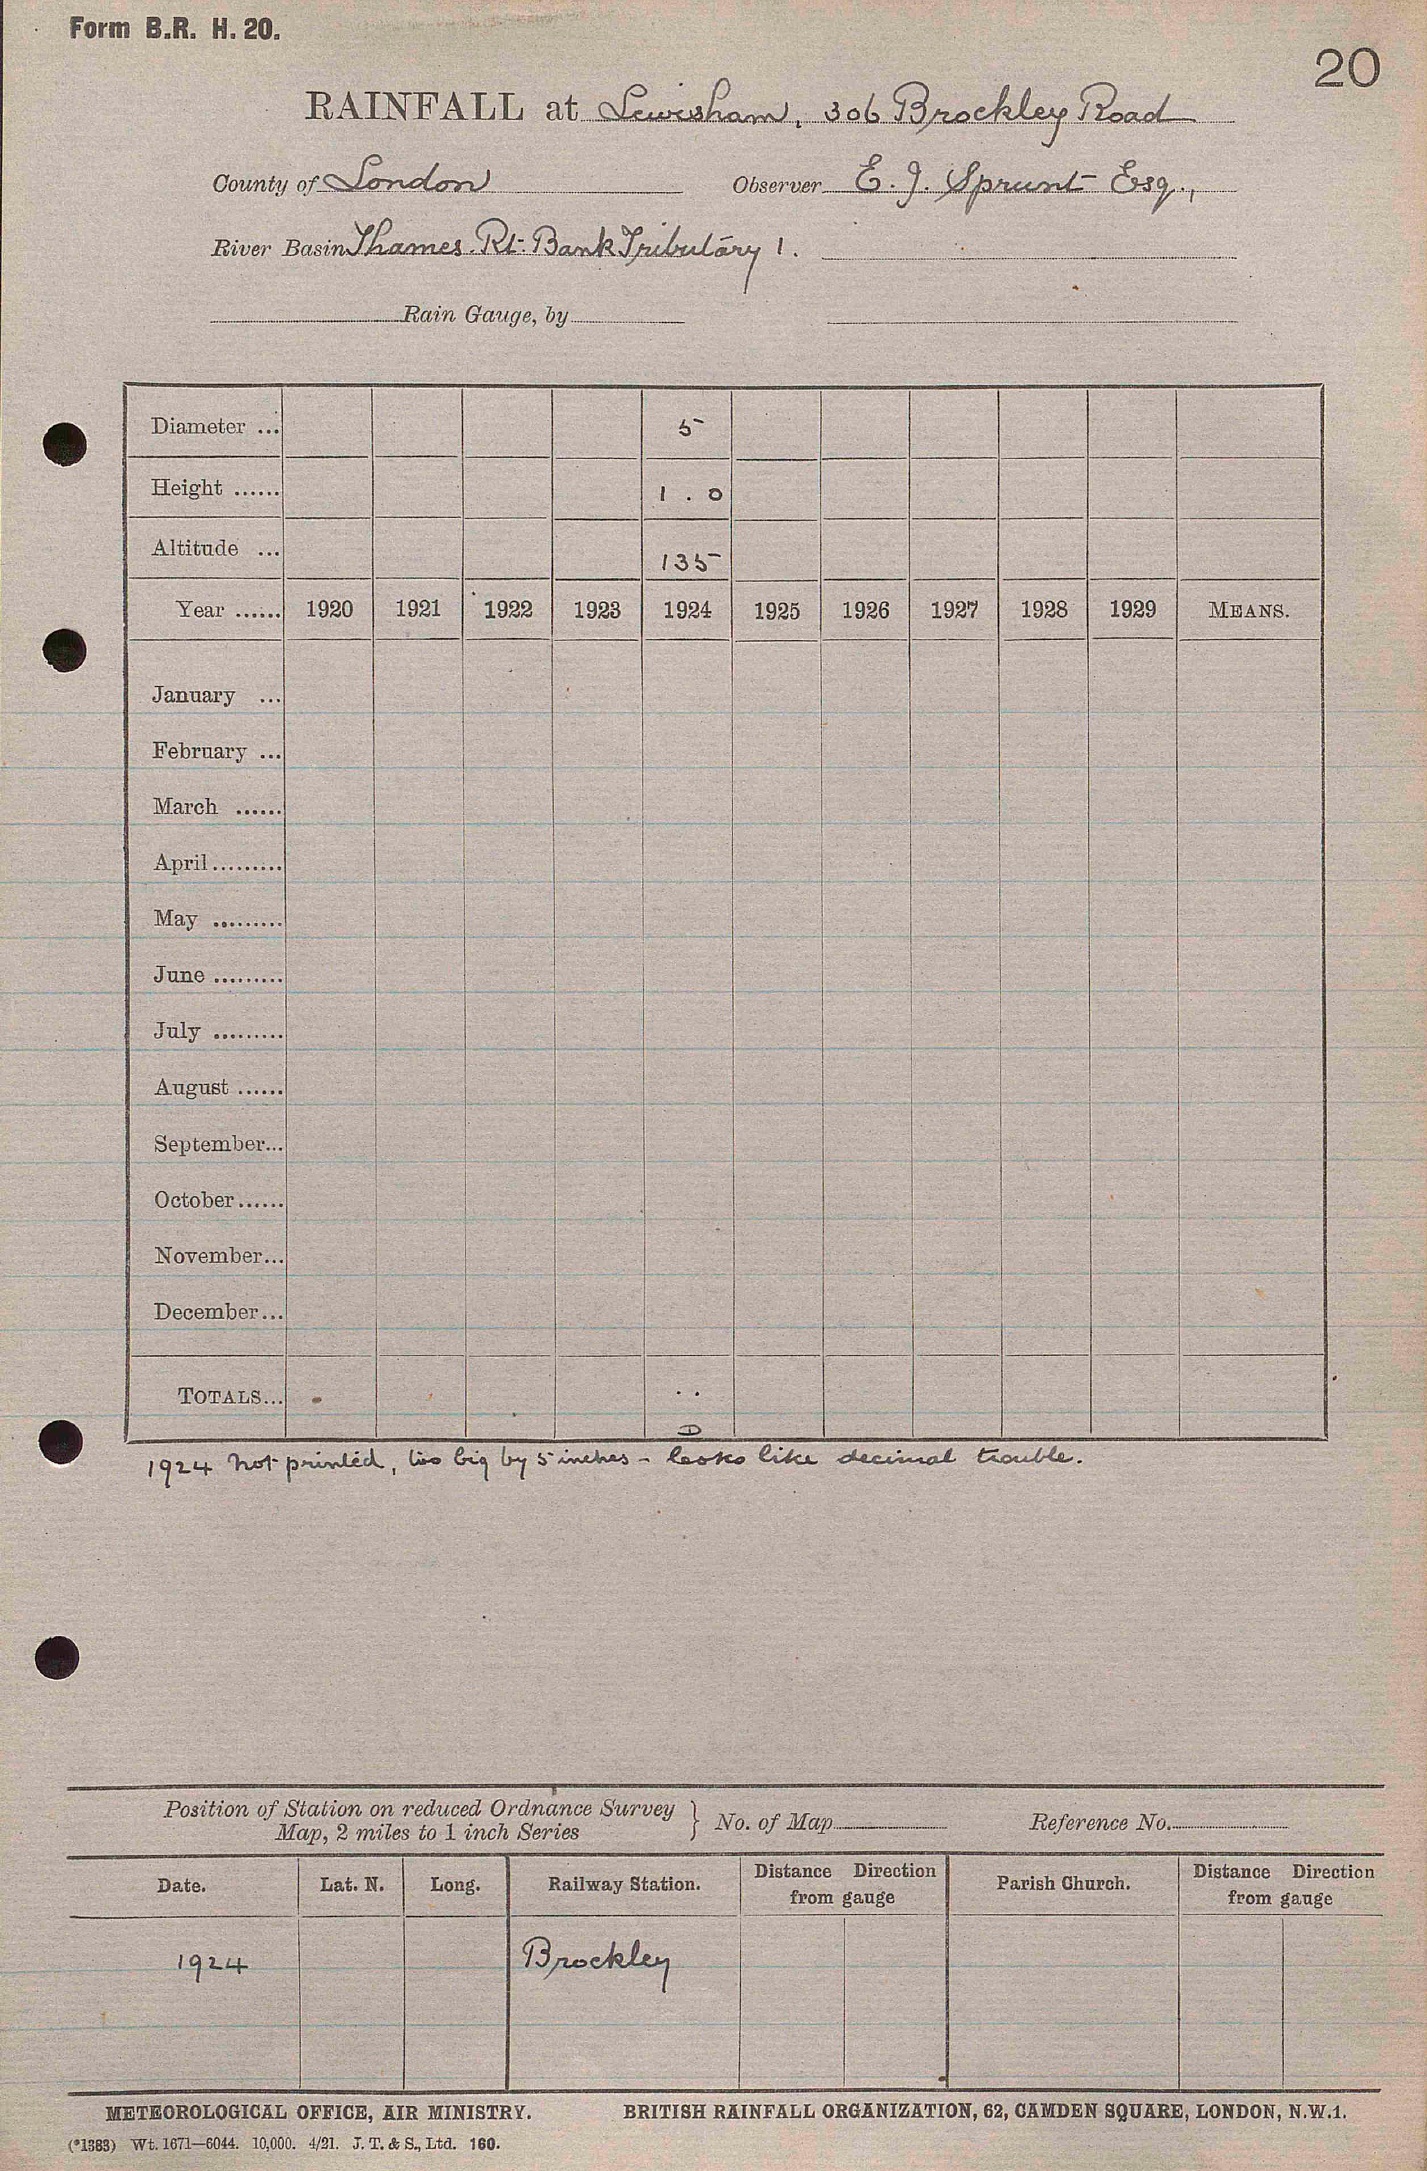 Form B.R. H. 20.
20
RAINFALL at Lewisham, 306 Brockley Road
County of London Observer E. J. Sprunt Esq.,
River Basin Thames. Rt. Bank Tributary 1.
Rain Gauge, by
Diameter ... 5
Height ...... 1 . 0
Altitude ... 135
Year ...... 1920 1921 1922 1923 1924 1925 1926 1927 1928 1929 MEANS.
January ...
February ...
March ......
April.........
May .........
June .........
July .........
August ......
September...
October......
November...
December...
TOTALS... . .
D
1924 not printed, too big by 5 inches - looks like decimal trouble.
Position of Station on reduced Ordnance Survey
Map, 2 miles to 1 inch Series } No. of Map Reference No.
Date. Lat. N. Long. Railway Station. Distance Direction from gauge Parish Church. Distance Direction from gauge
1924 Brockley
METEOROLOGICAL OFFICE, AIR MINISTRY. BRITISH RAINFALL ORGANIZATION, 62, CAMDEN SQUARE, LONDON, N.W.1.
(*1383) Wt. 1671—6044. 10,000. 4/21. J. T. & S., Ltd. 160.